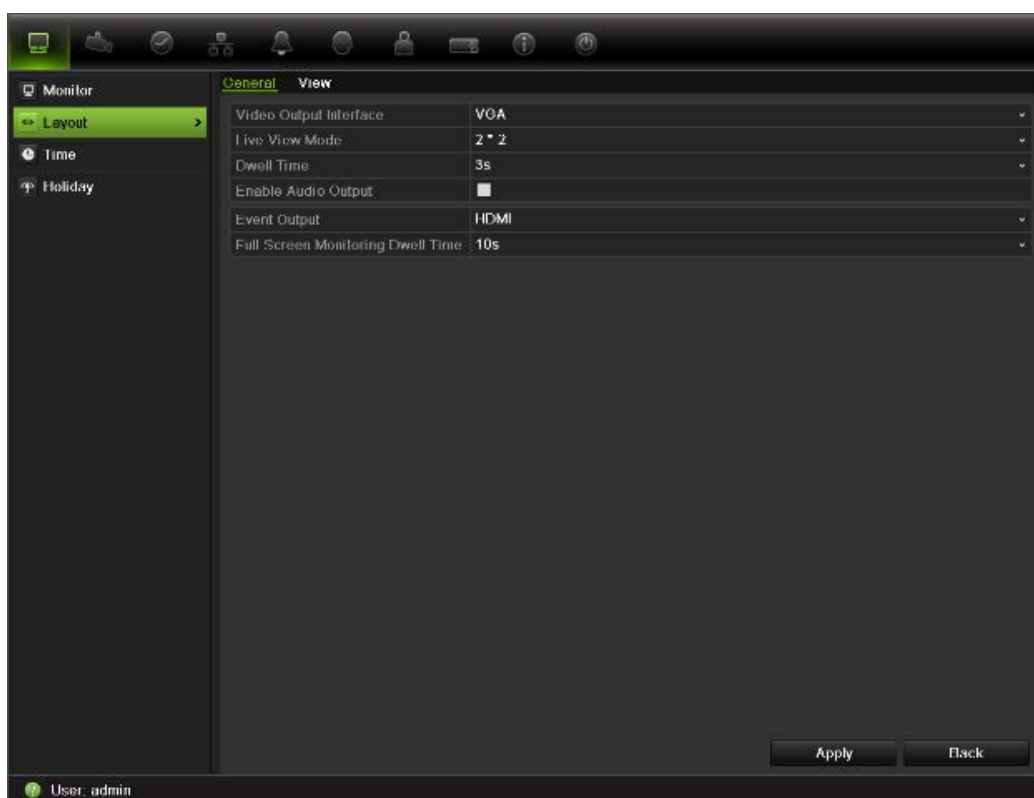 General View
Monitor
Layout
Time
Holiday
Video Output Interface VGA
Live View Mode 2 * 2
Dwell Time 3s
Enable Audio Output
Event Output HDMI
Full Screen Monitoring Dwell Time 10s
Apply Back
User: admin